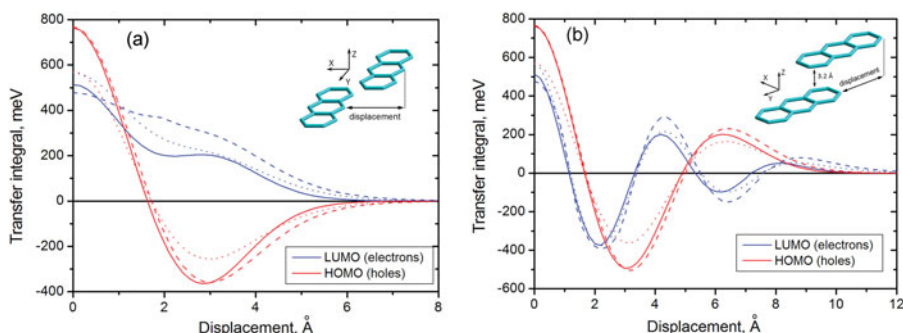 (a)
Transfer integral, meV
800
600
400
200
0
-200
-400
0
2
4
6
8
Displacement, Å
X
Y
Z
displacement
LUMO (electrons)
HOMO (holes)
(b)
Transfer integral, meV
800
600
400
200
0
-200
-400
-600
0
2
4
6
8
10
12
Displacement, Å
X
Y
Z
3.2 Å
displacement
LUMO (electrons)
HOMO (holes)